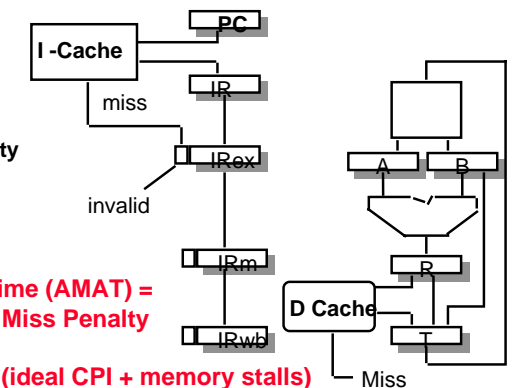 PC
I -Cache
IR
miss
ty
IRex
A
B
invalid
IRm
R
ime (AMAT) =
D Cache
Miss Penalty
IRwb
T
(ideal CPI + memory stalls)
Miss